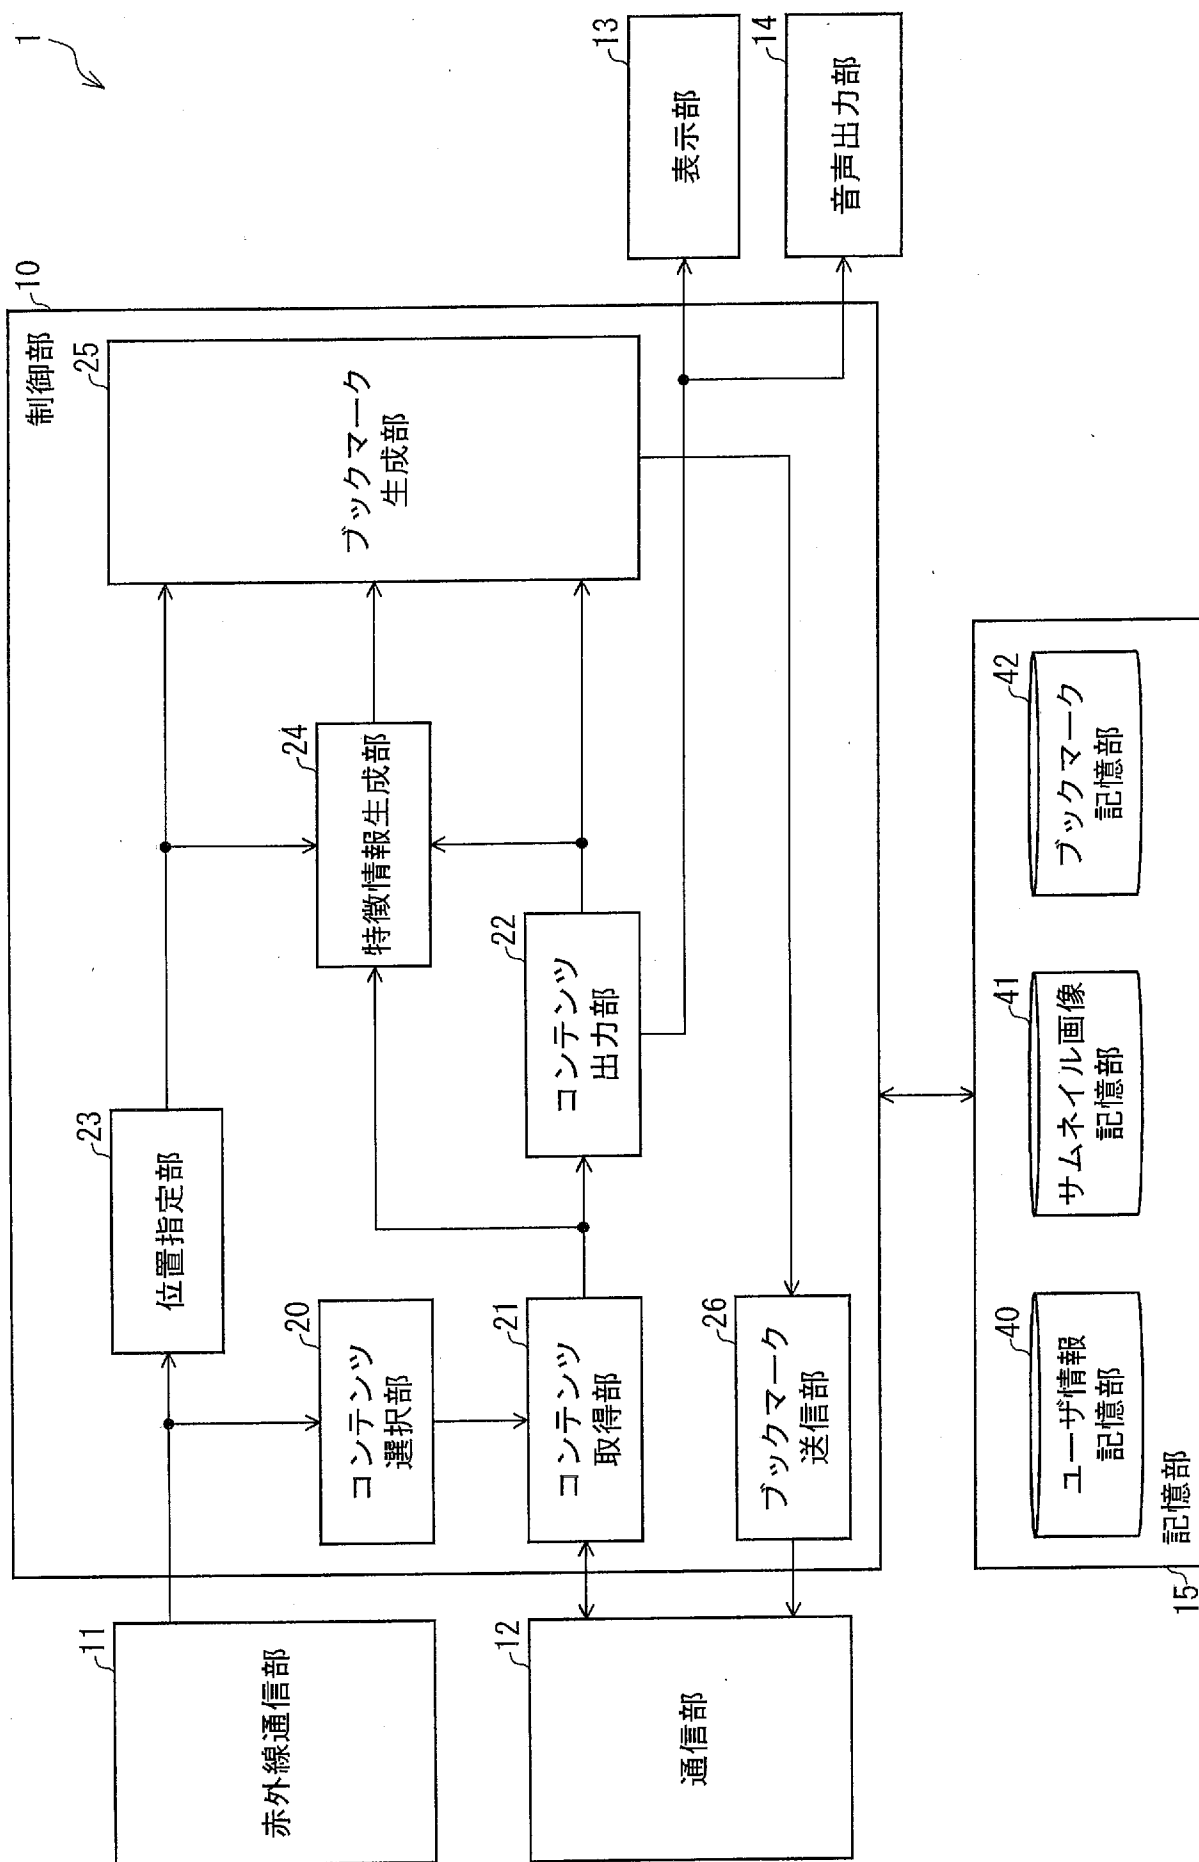 1
10
制御部
11
赤外線通信部
23
位置指定部
25
ブックマーク
生成部
13
表示部
14
音声出力部
20
コンテンツ
選択部
24
特徴情報生成部
12
通信部
21
コンテンツ
取得部
22
コンテンツ
出力部
26
ブックマーク
送信部
40
ユーザ情報
記憶部
41
サムネイル画像
記憶部
42
ブックマーク
記憶部
記憶部
15